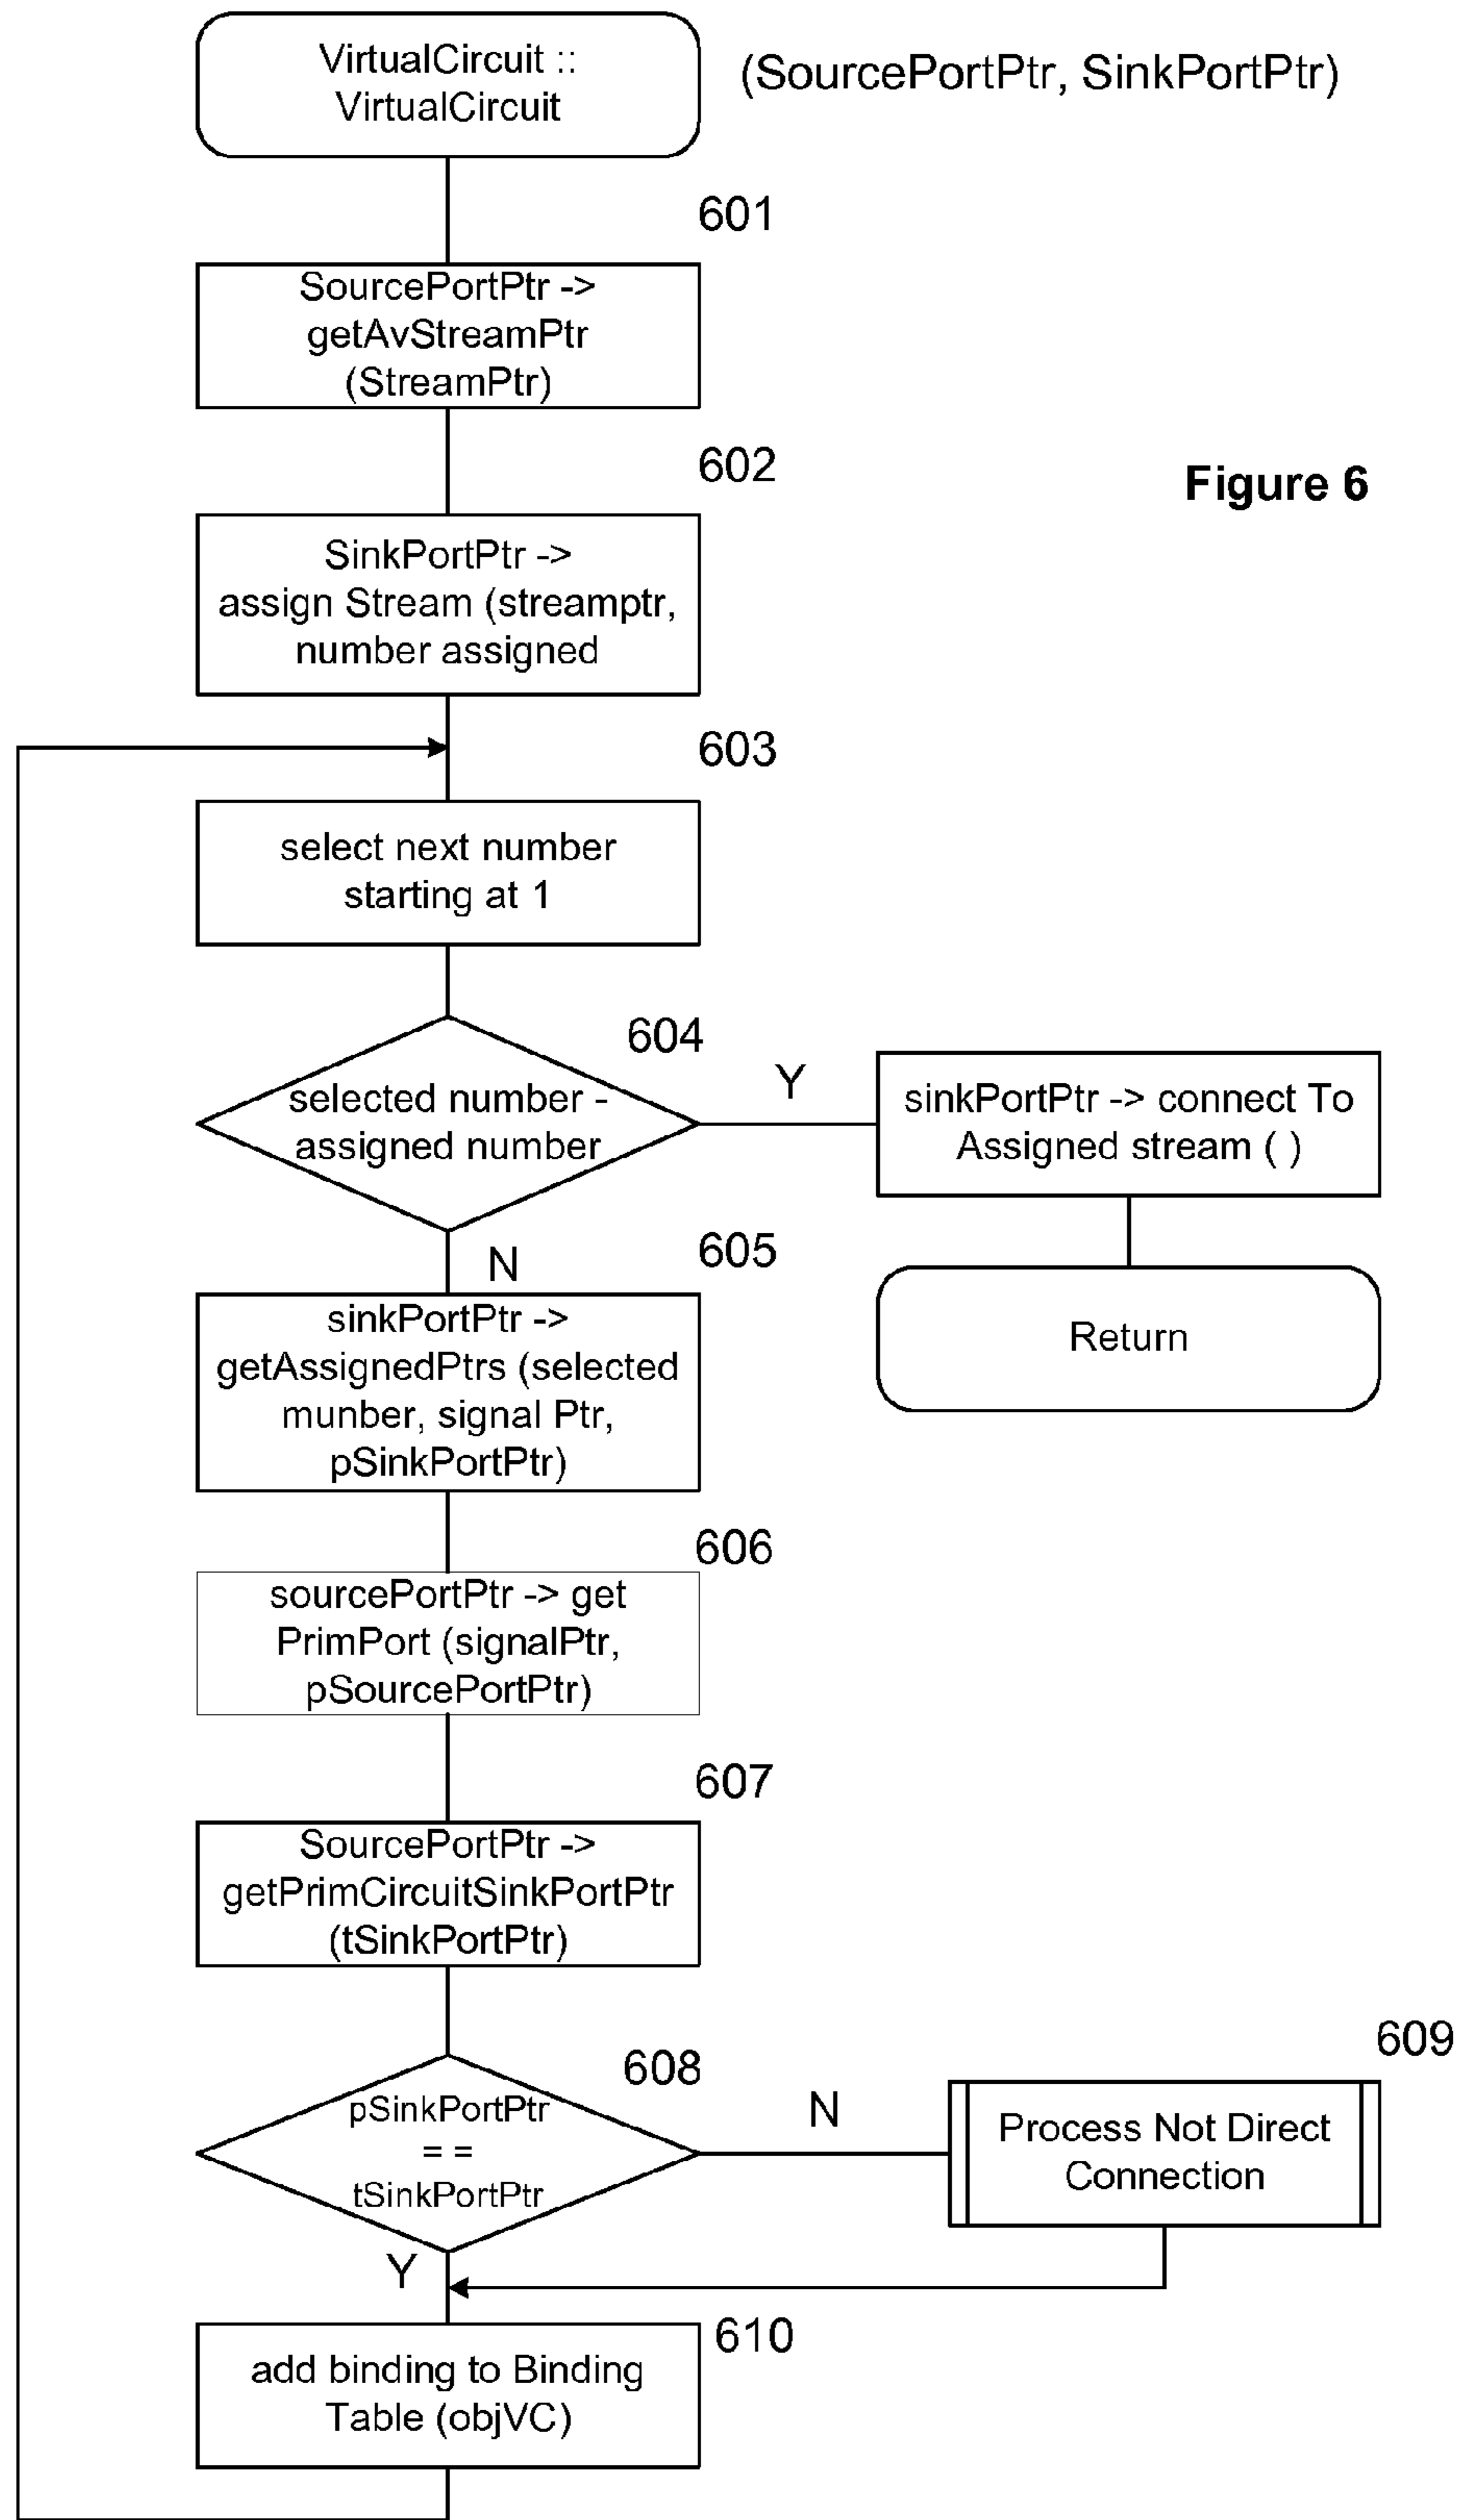 VirtualCircuit ::
VirtualCircuit
(SourcePortPtr, SinkPortPtr)
601
SourcePortPtr ->
getAvStreamPtr
(StreamPtr)
602
Figure 6
SinkPortPtr ->
assign Stream (streamptr,
number assigned
603
select next number
starting at 1
604
selected number -
assigned number
Y
sinkPortPtr -> connect To
Assigned stream ( )
N
605
Return
sinkPortPtr ->
getAssignedPtrs (selected
munber, signal Ptr,
pSinkPortPtr)
606
sourcePortPtr -> get
PrimPort (signalPtr,
pSourcePortPtr)
607
SourcePortPtr ->
getPrimCircuitSinkPortPtr
(tSinkPortPtr)
608
pSinkPortPtr
= =
tSinkPortPtr
N
609
Process Not Direct
Connection
Y
610
add binding to Binding
Table (objVC)